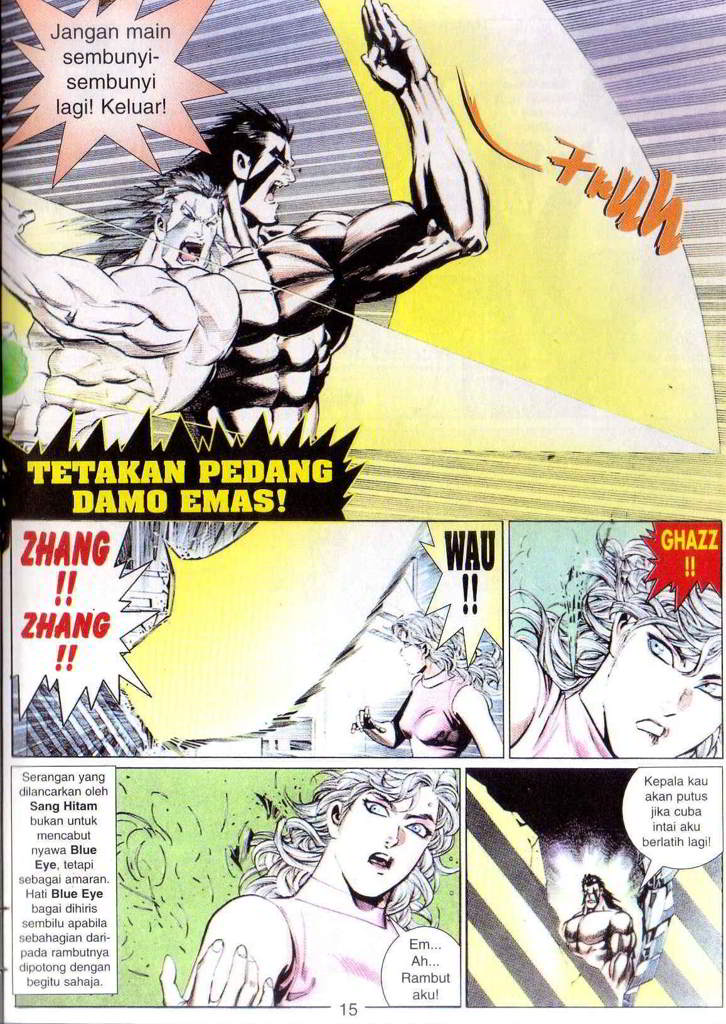 Jangan main
sembunyi-
sembunyi
lagi! Keluar!
TETAKAN PEDANG
DAMO EMAS!
ZHANG
!!
ZHANG
!!
WAU
!!
GHAZZ
!!
Serangan yang
dilancarkan oleh
Sang Hitam
bukan untuk
mencabut
nyawa Blue
Eye, tetapi
sebagai amaran.
Hati Blue Eye
bagai dihiris
sembilu apabila
sebahagian dari-
pada rambutnya
dipotong dengan
begitu sahaja.
Em...
Ah...
Rambut
aku!
Kepala kau
akan putus
jika cuba
intai aku
berlatih lagi!
15